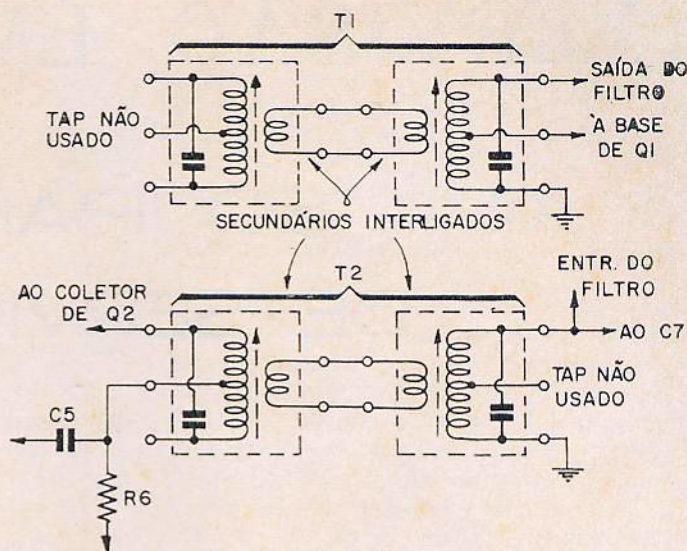 T1
SAÍDA DO
FILTRO
TAP NÃO
USADO
À BASE
DE Q1
SECUNDÁRIOS INTERLIGADOS
T2
ENTR. DO
FILTRO
AO COLETOR
DE Q2
AO C7
TAP NÃO
USADO
C5
R6